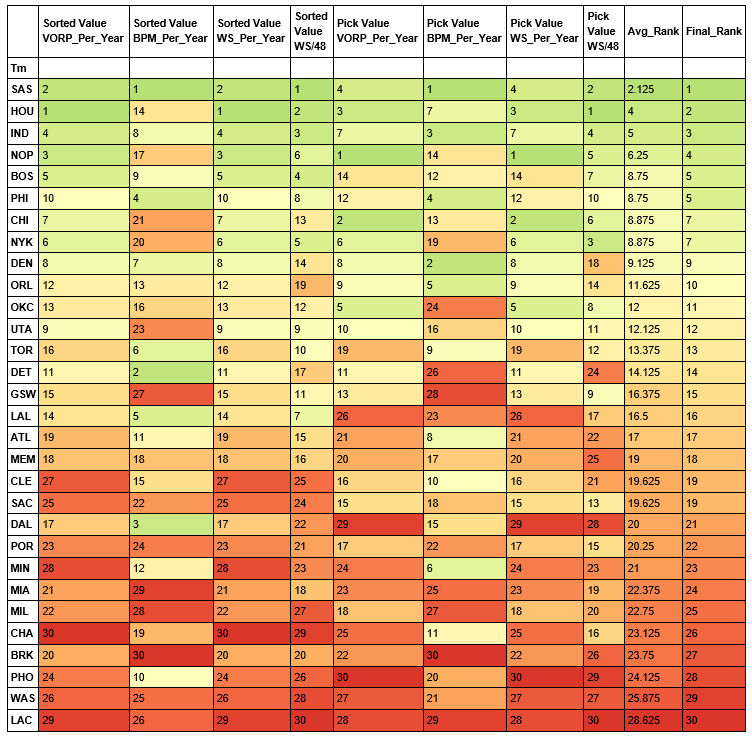 Sorted Value VORP_Per_Year Sorted Value BPM_Per_Year Sorted Value WS_Per_Year Sorted Value WS/48 Pick Value VORP_Per_Year Pick Value BPM_Per_Year Pick Value WS_Per_Year Pick Value WS/48 Avg_Rank Final_Rank
Tm
SAS 2 1 2 1 4 1 4 2 2.125 1
HOU 1 14 1 2 3 7 3 1 4 2
IND 4 8 4 3 7 3 7 4 5 3
NOP 3 17 3 6 1 14 1 5 6.25 4
BOS 5 9 5 4 14 12 14 7 8.75 5
PHI 10 4 10 8 12 4 12 10 8.75 5
CHI 7 21 7 13 2 13 2 6 8.875 7
NYK 6 20 6 5 6 19 6 3 8.875 7
DEN 8 7 8 14 8 2 8 18 9.125 9
ORL 12 13 12 19 9 5 9 14 11.625 10
OKC 13 16 13 12 5 24 5 8 12 11
UTA 9 23 9 9 10 16 10 11 12.125 12
TOR 16 6 16 10 19 9 19 12 13.375 13
DET 11 2 11 17 11 26 11 24 14.125 14
GSW 15 27 15 11 13 28 13 9 16.375 15
LAL 14 5 14 7 26 23 26 17 16.5 16
ATL 19 11 19 15 21 8 21 22 17 17
MEM 18 18 18 16 20 17 20 25 19 18
CLE 27 15 27 25 16 10 16 21 19.625 19
SAC 25 22 25 24 15 18 15 13 19.625 19
DAL 17 3 17 22 29 15 29 28 20 21
POR 23 24 23 21 17 22 17 15 20.25 22
MIN 28 12 28 23 24 6 24 23 21 23
MIA 21 29 21 18 23 25 23 19 22.375 24
MIL 22 28 22 27 18 27 18 20 22.75 25
CHA 30 19 30 29 25 11 25 16 23.125 26
BRK 20 30 20 20 22 30 22 26 23.75 27
PHO 24 10 24 26 30 20 30 29 24.125 28
WAS 26 25 26 28 27 21 27 27 25.875 29
LAC 29 26 29 30 28 29 28 30 28.625 30